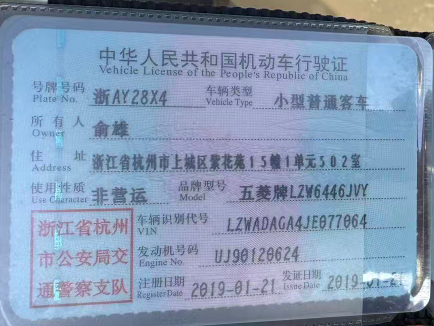 中华人民共和国机动车行驶证
Vehicle License of the People's Republic of China
号牌号码 浙AY28X4 车辆类型 小型普通客车
Plate No. Vehicle Type
所有人 俞雄
Owner
住址 浙江省杭州市上城区紫花苑15幢1单元502室
Address
使用性质 非营运 品牌型号 五菱牌LZW6446JVY
Use Character Model
浙江省杭州 车辆识别代号 LZWADAGA4JE077064
VIN
市公安局交 发动机号码 UJ90120624
Engine No.
通警察支队 注册日期 2019-01-21 发证日期 2019-01-21
Register Date Issue Date